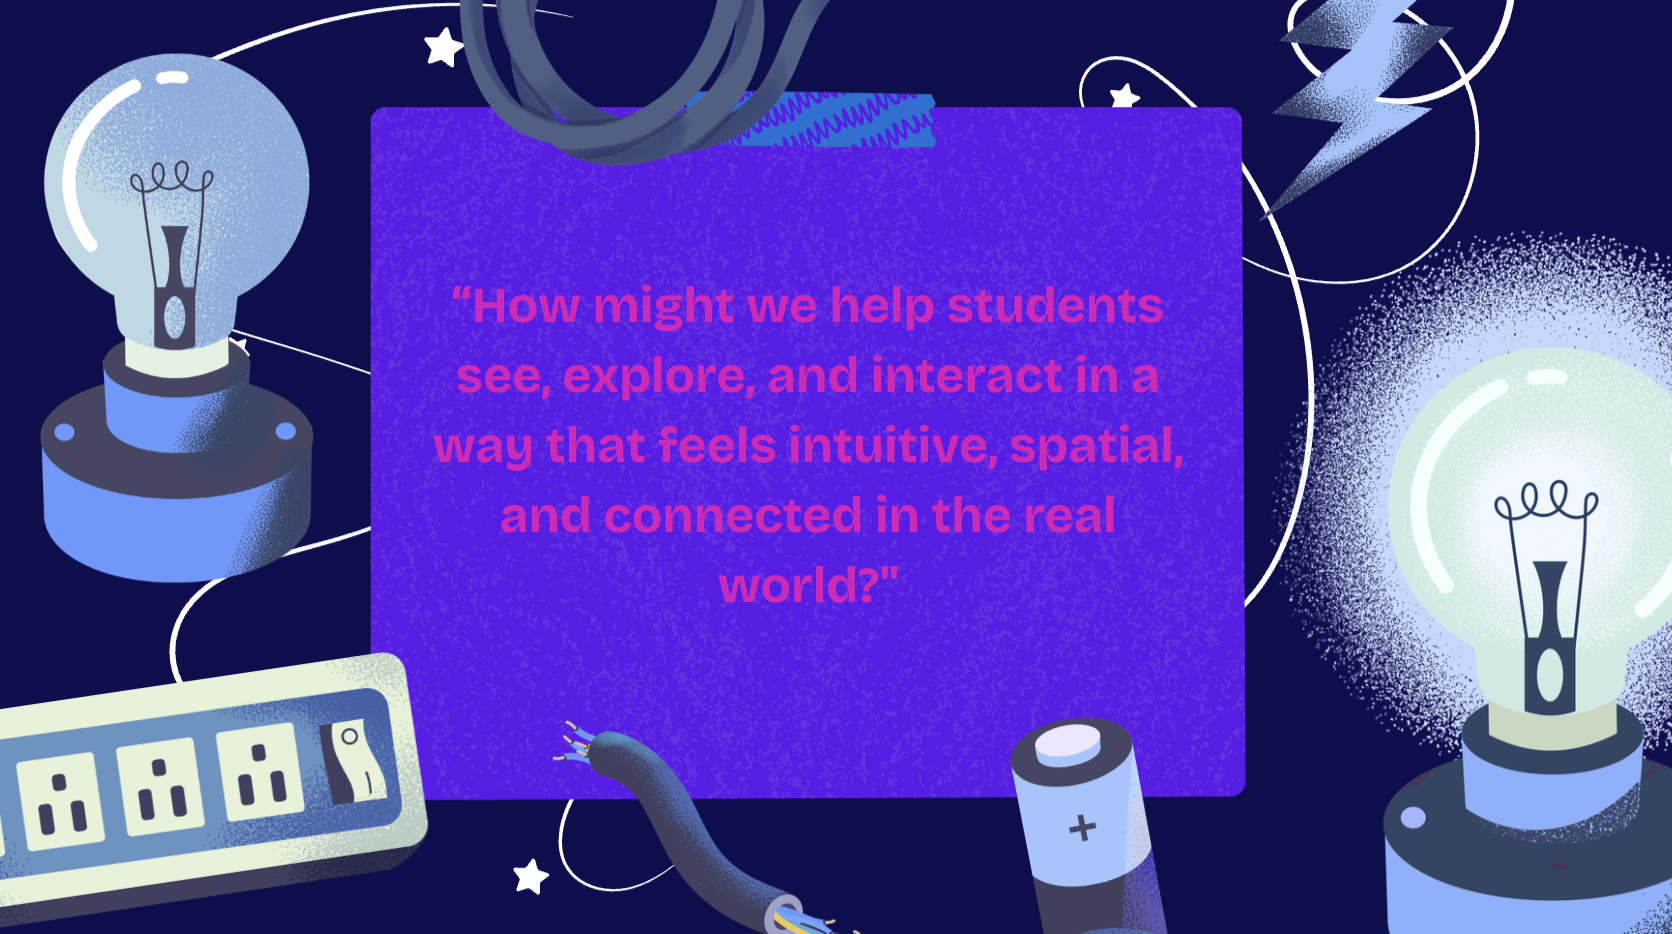 “How might we help students
see, explore, and interact in a
way that feels intuitive, spatial,
and connected in the real
world?"
+